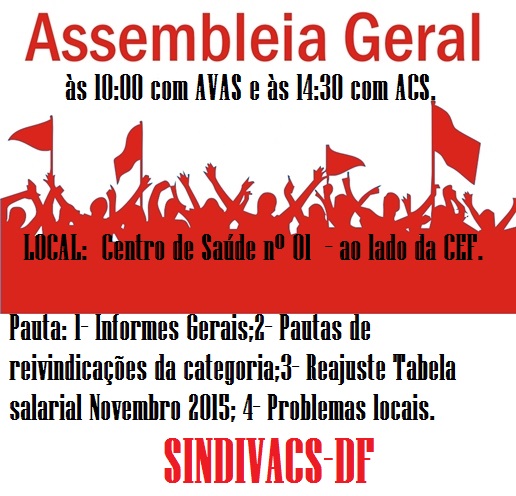 Assembleia Geral
às 10:00 com AVAS e às 14:30 com ACS.
LOCAL: Centro de Saúde nº 01 - ao lado da CEF.
Pauta: 1- Informes Gerais;2- Pautas de
reivindicações da categoria;3- Reajuste Tabela
salarial Novembro 2015; 4- Problemas locais.
SINDIVACS-DF